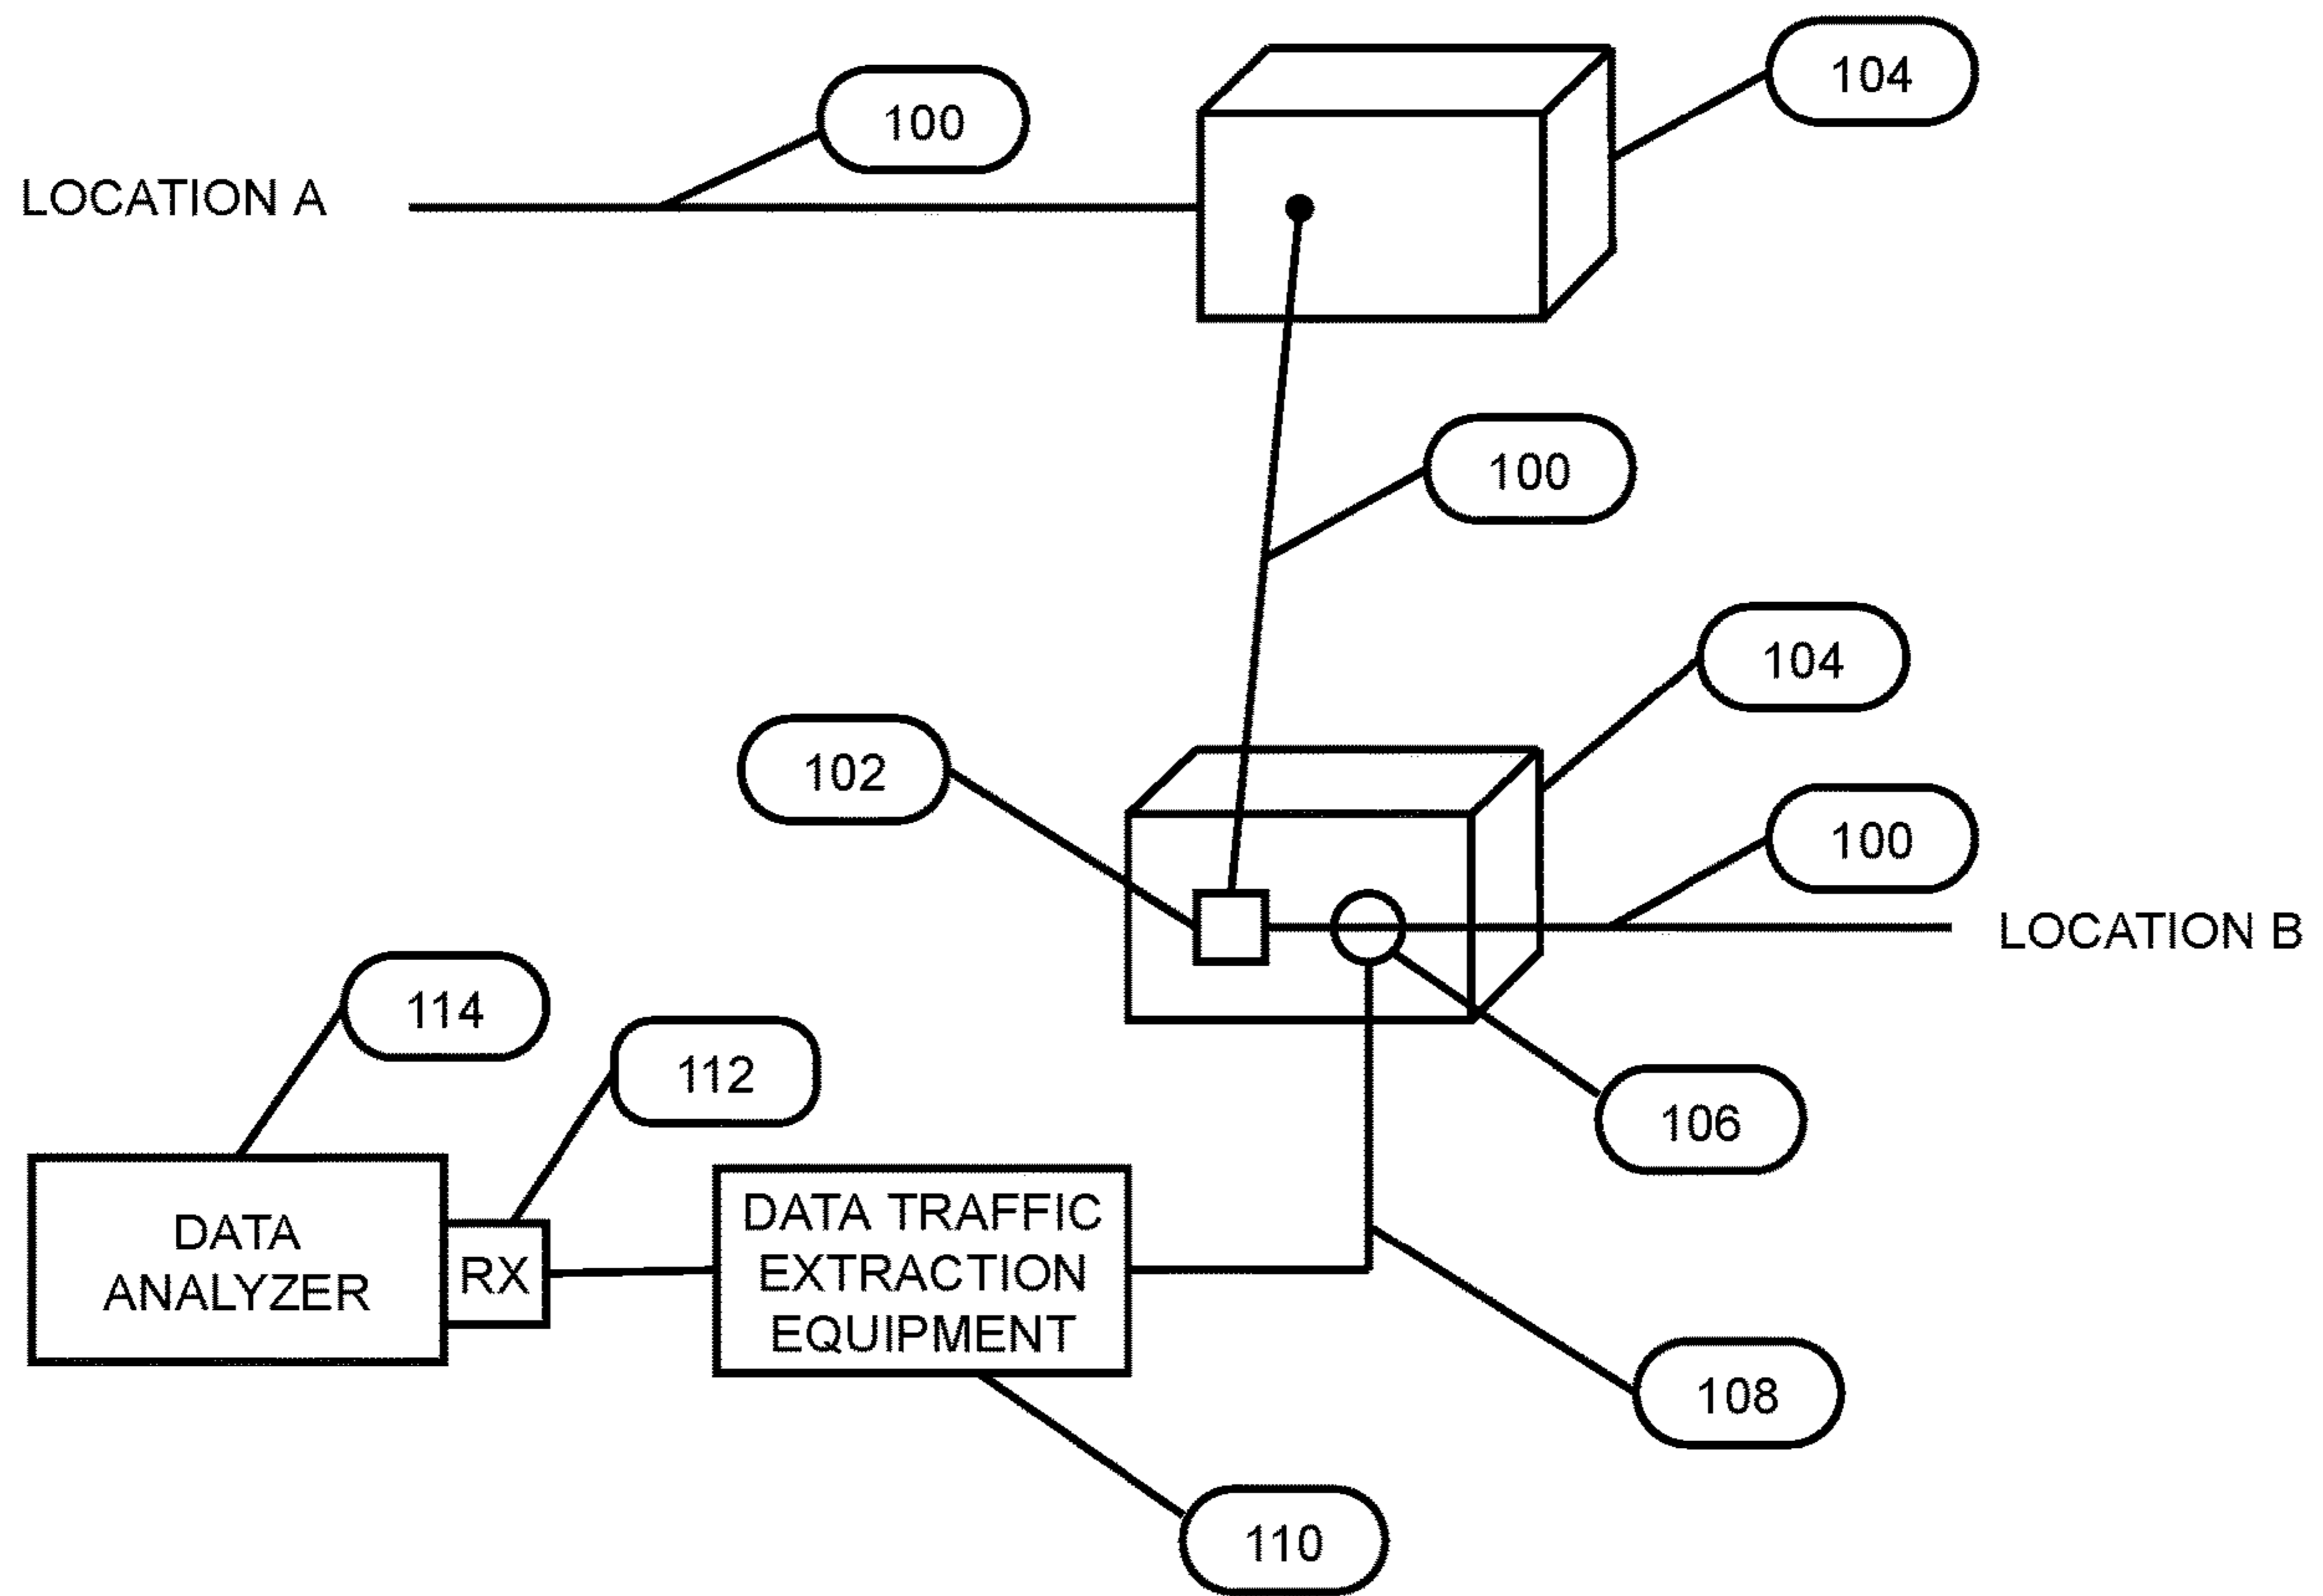 104
100
LOCATION A
100
104
102
100
LOCATION B
114
112
106
DATA
ANALYZER
RX
DATA TRAFFIC
EXTRACTION
EQUIPMENT
108
110